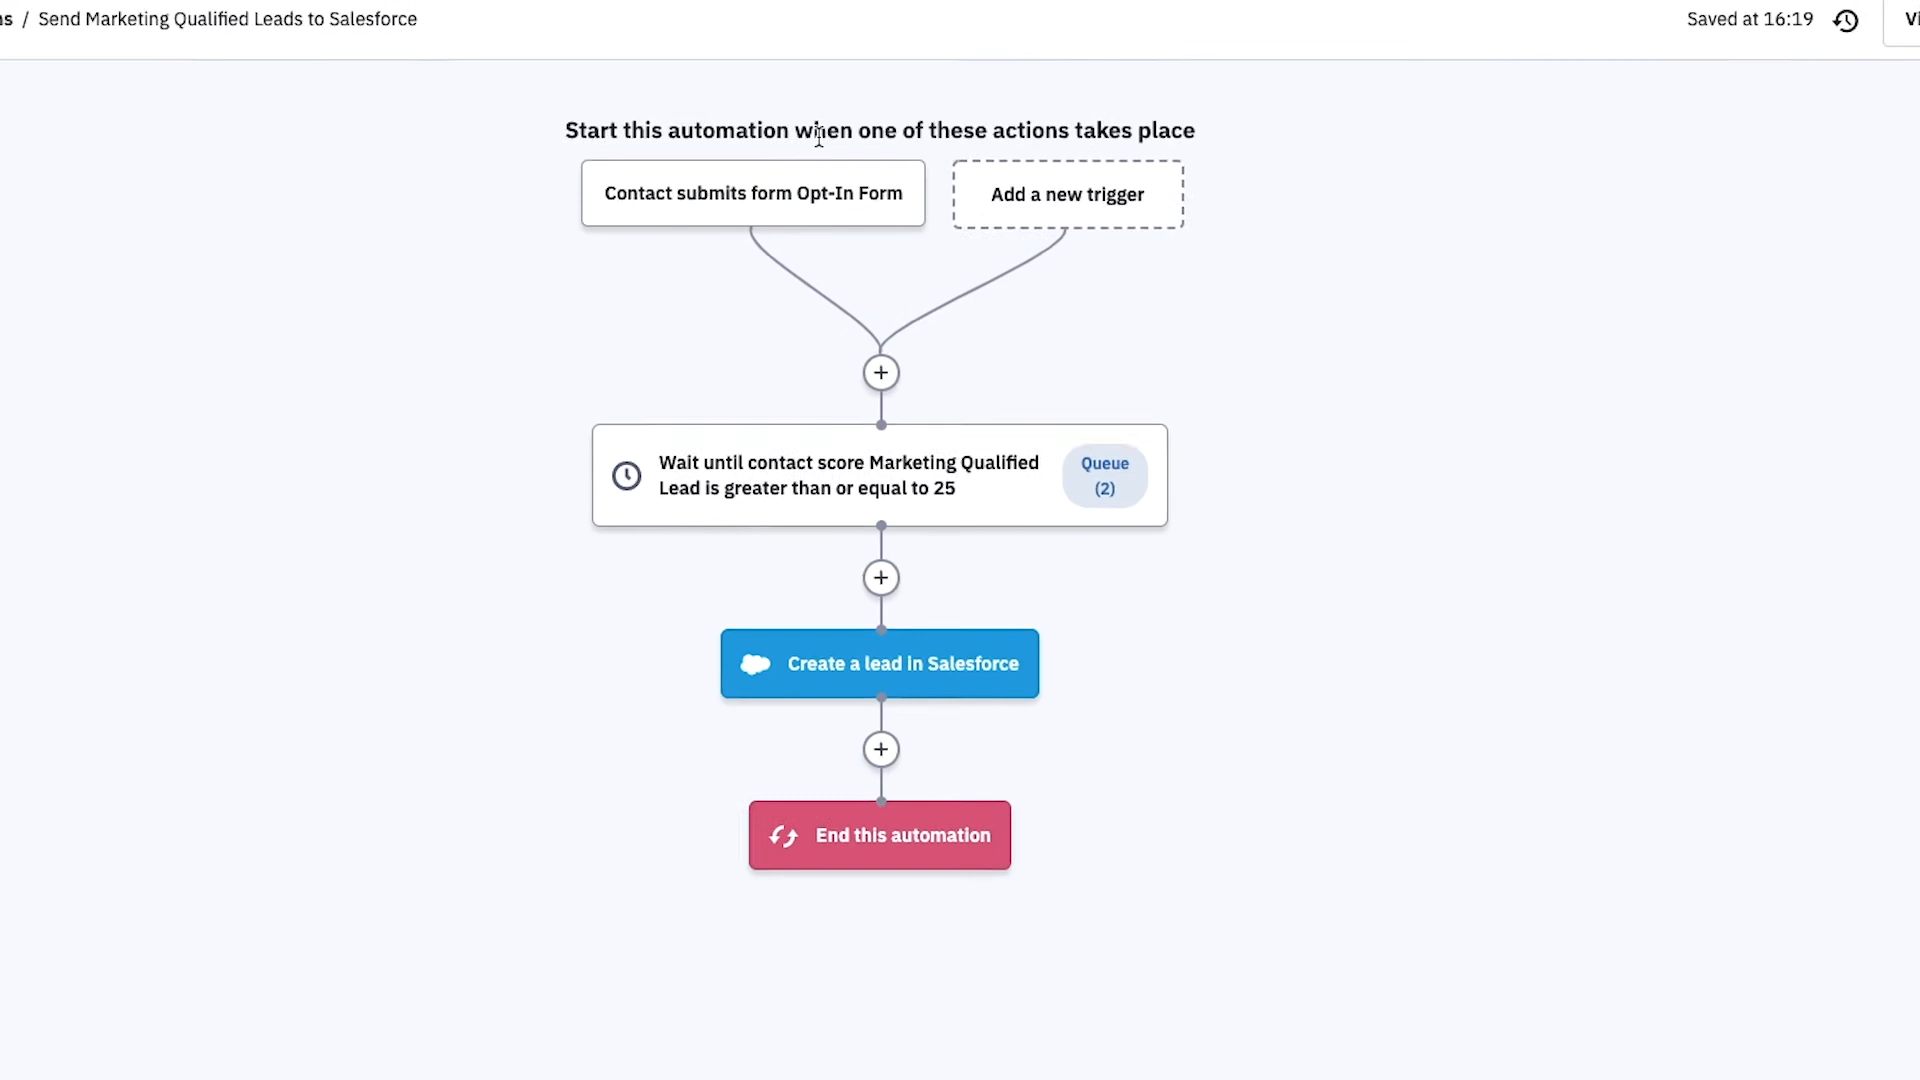 ns / Send Marketing Qualified Leads to Salesforce
Saved at 16:19
Vi
Start this automation when one of these actions takes place
Contact submits form Opt-In Form
Add a new trigger
Wait until contact score Marketing Qualified
Lead is greater than or equal to 25
Queue
(2)
Create a lead in Salesforce
End this automation